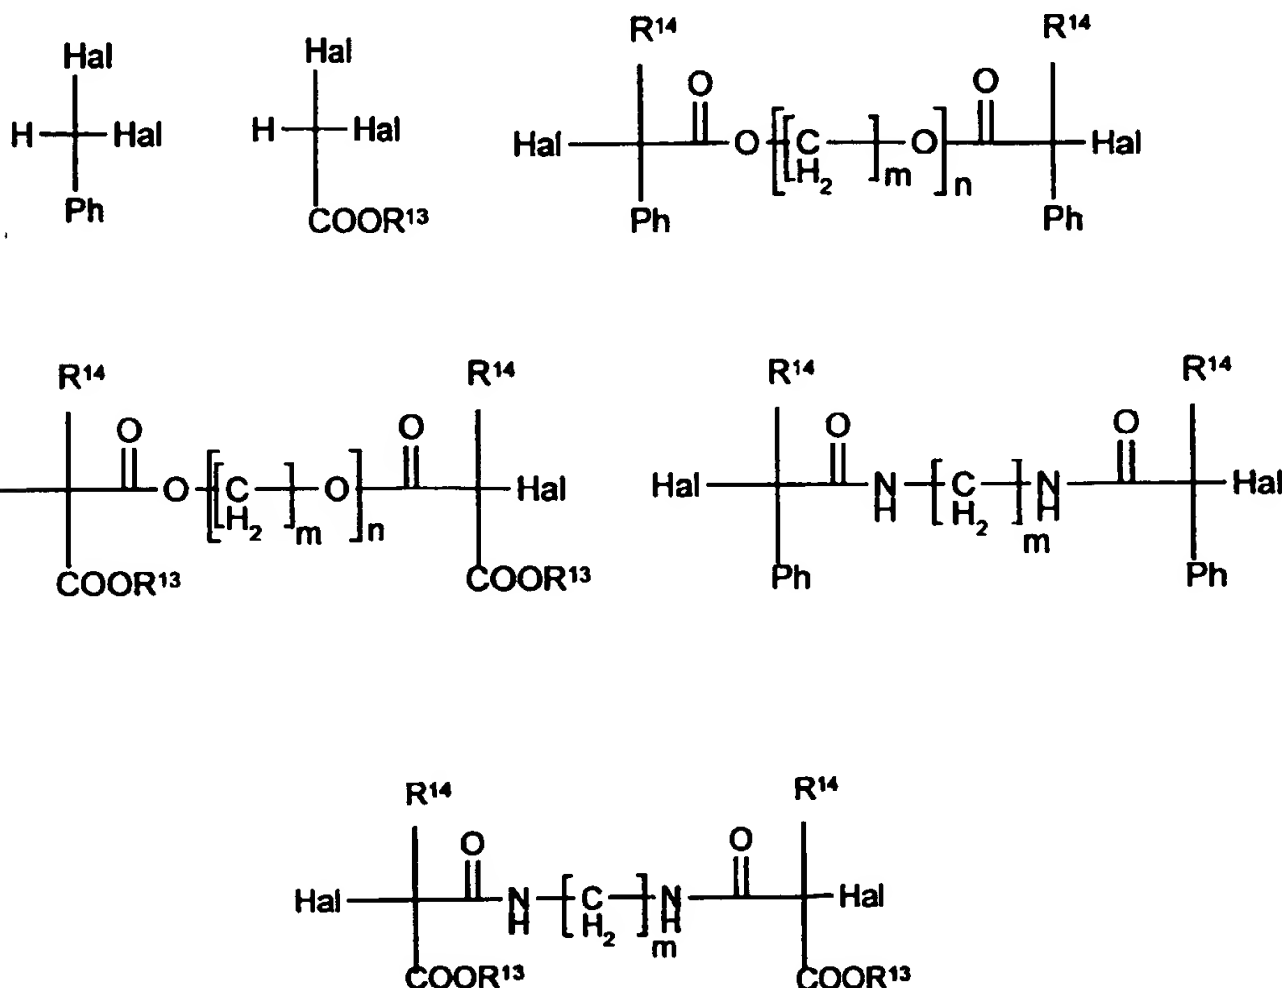 Hal Hal R¹⁴ R¹⁴
O O
H Hal H Hal Hal O [[C ]m O]n Hal
H₂
Ph COOR¹³ Ph Ph
R¹⁴ R¹⁴ R¹⁴ R¹⁴
O O O O
O [[C ]m O]n Hal Hal N [C ]m N Hal
H₂ H H₂ H
COOR¹³ COOR¹³ Ph Ph
R¹⁴ R¹⁴
O O
Hal N [C ]m N Hal
H H₂ H
COOR¹³ COOR¹³